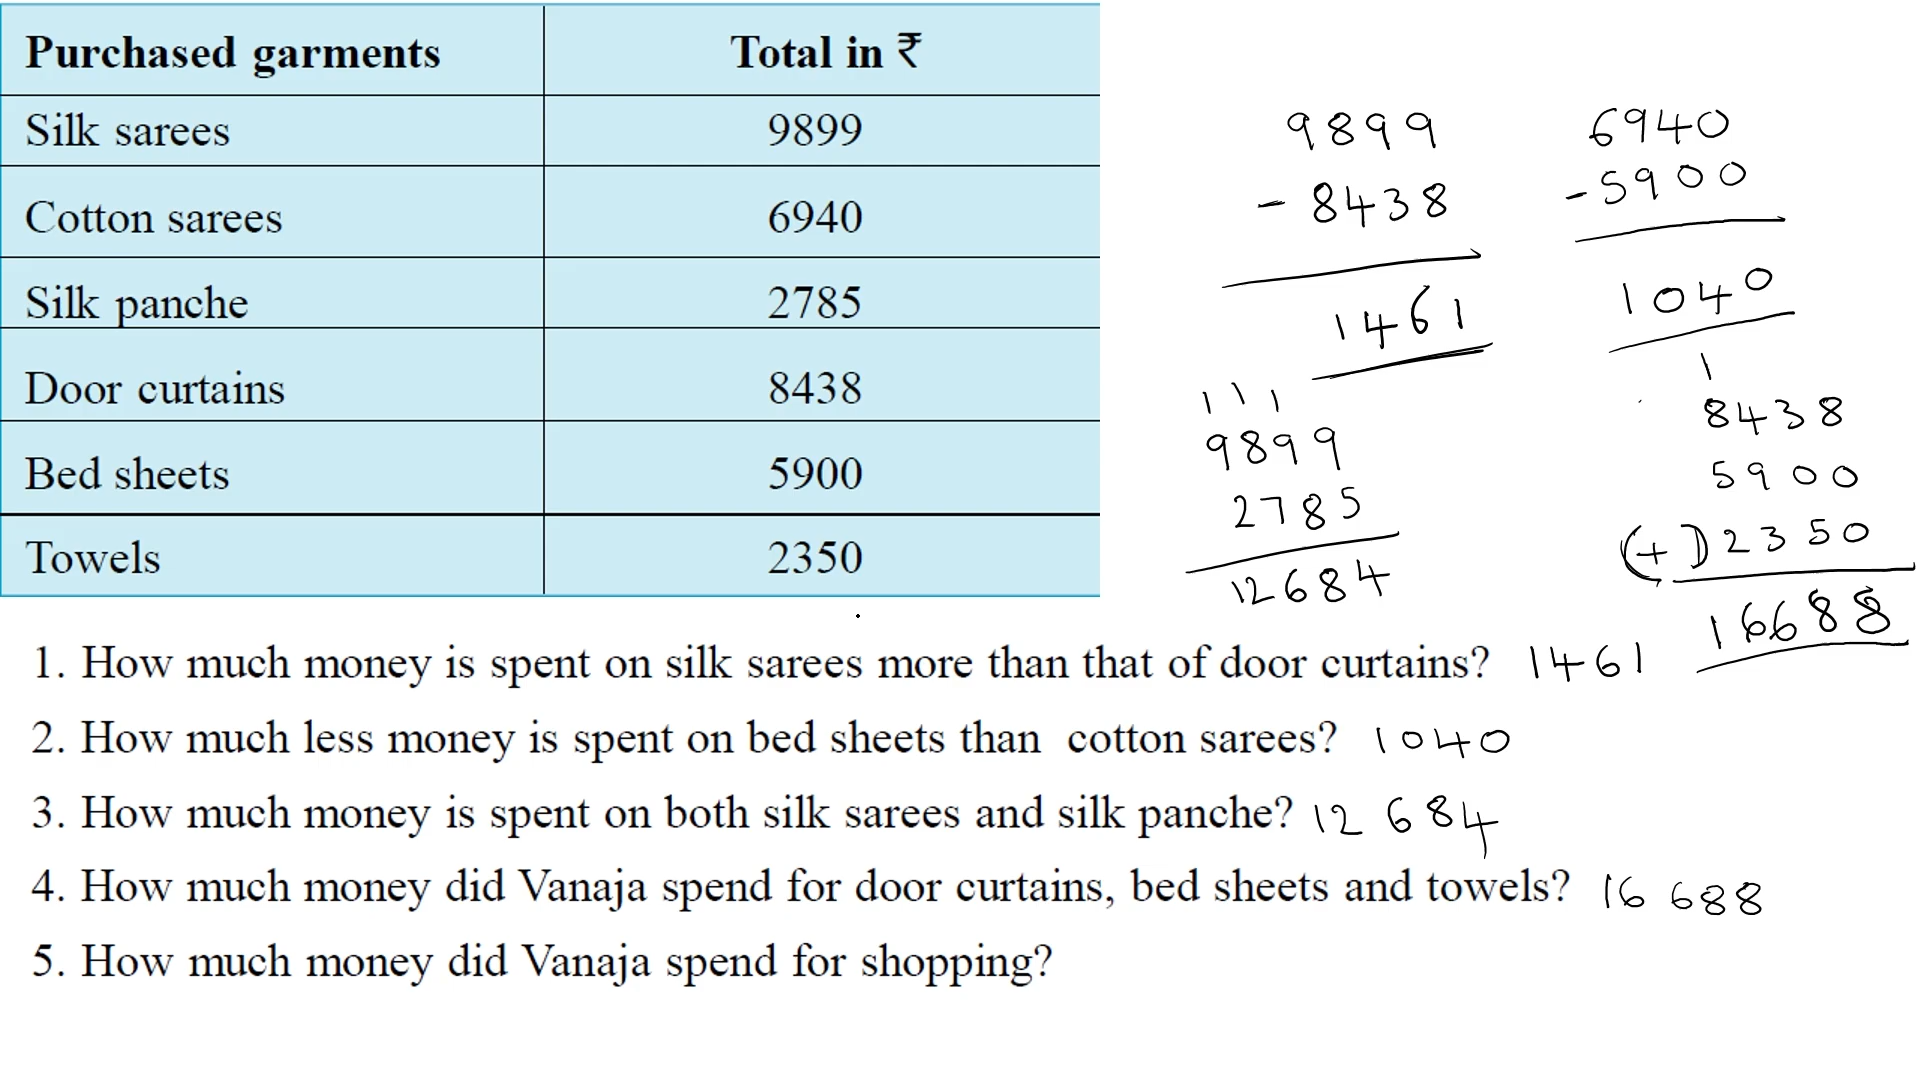 Purchased garments Total in ₹
Silk sarees 9899
Cotton sarees 6940
Silk panche 2785
Door curtains 8438
Bed sheets 5900
Towels 2350
9899
- 8438
1461
6940
- 5900
1040
1 1 1
9899
2785
12684
1
8438
5900
(+) 2350
16688
1. How much money is spent on silk sarees more than that of door curtains? 1461
2. How much less money is spent on bed sheets than cotton sarees? 1040
3. How much money is spent on both silk sarees and silk panche? 12 684
4. How much money did Vanaja spend for door curtains, bed sheets and towels? 16 688
5. How much money did Vanaja spend for shopping?